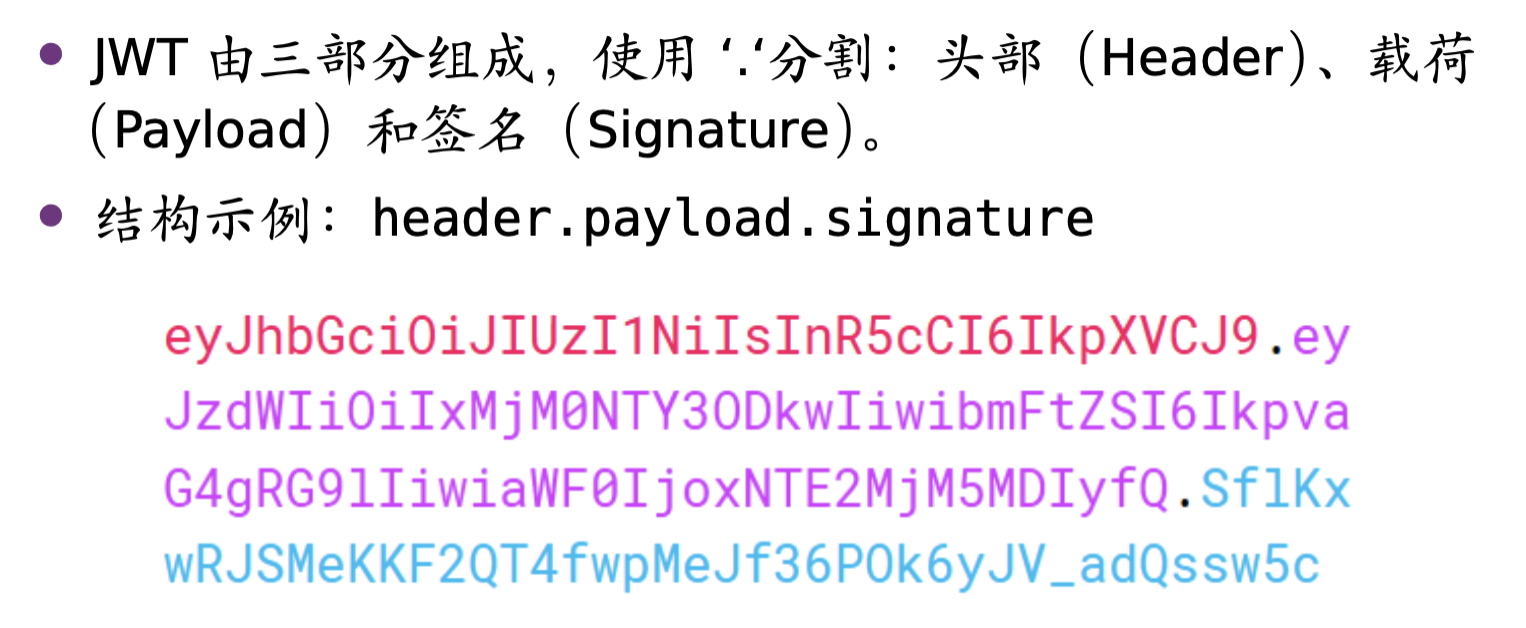 • JWT 由三部分组成，使用 ‘.‘分割：头部（Header）、载荷
（Payload）和签名（Signature）。
• 结构示例：header.payload.signature
eyJhbGciOiJIUzI1NiIsInR5cCI6IkpXVCJ9.ey
JzdWIiOiIxMjM0NTY3ODkwIiwibmFtZSI6Ikpva
G4gRG9lIiwiaWF0IjoxNTE2MjM5MDIyfQ.SflKx
wRJSMeKKF2QT4fwpMeJf36POk6yJV_adQssw5c